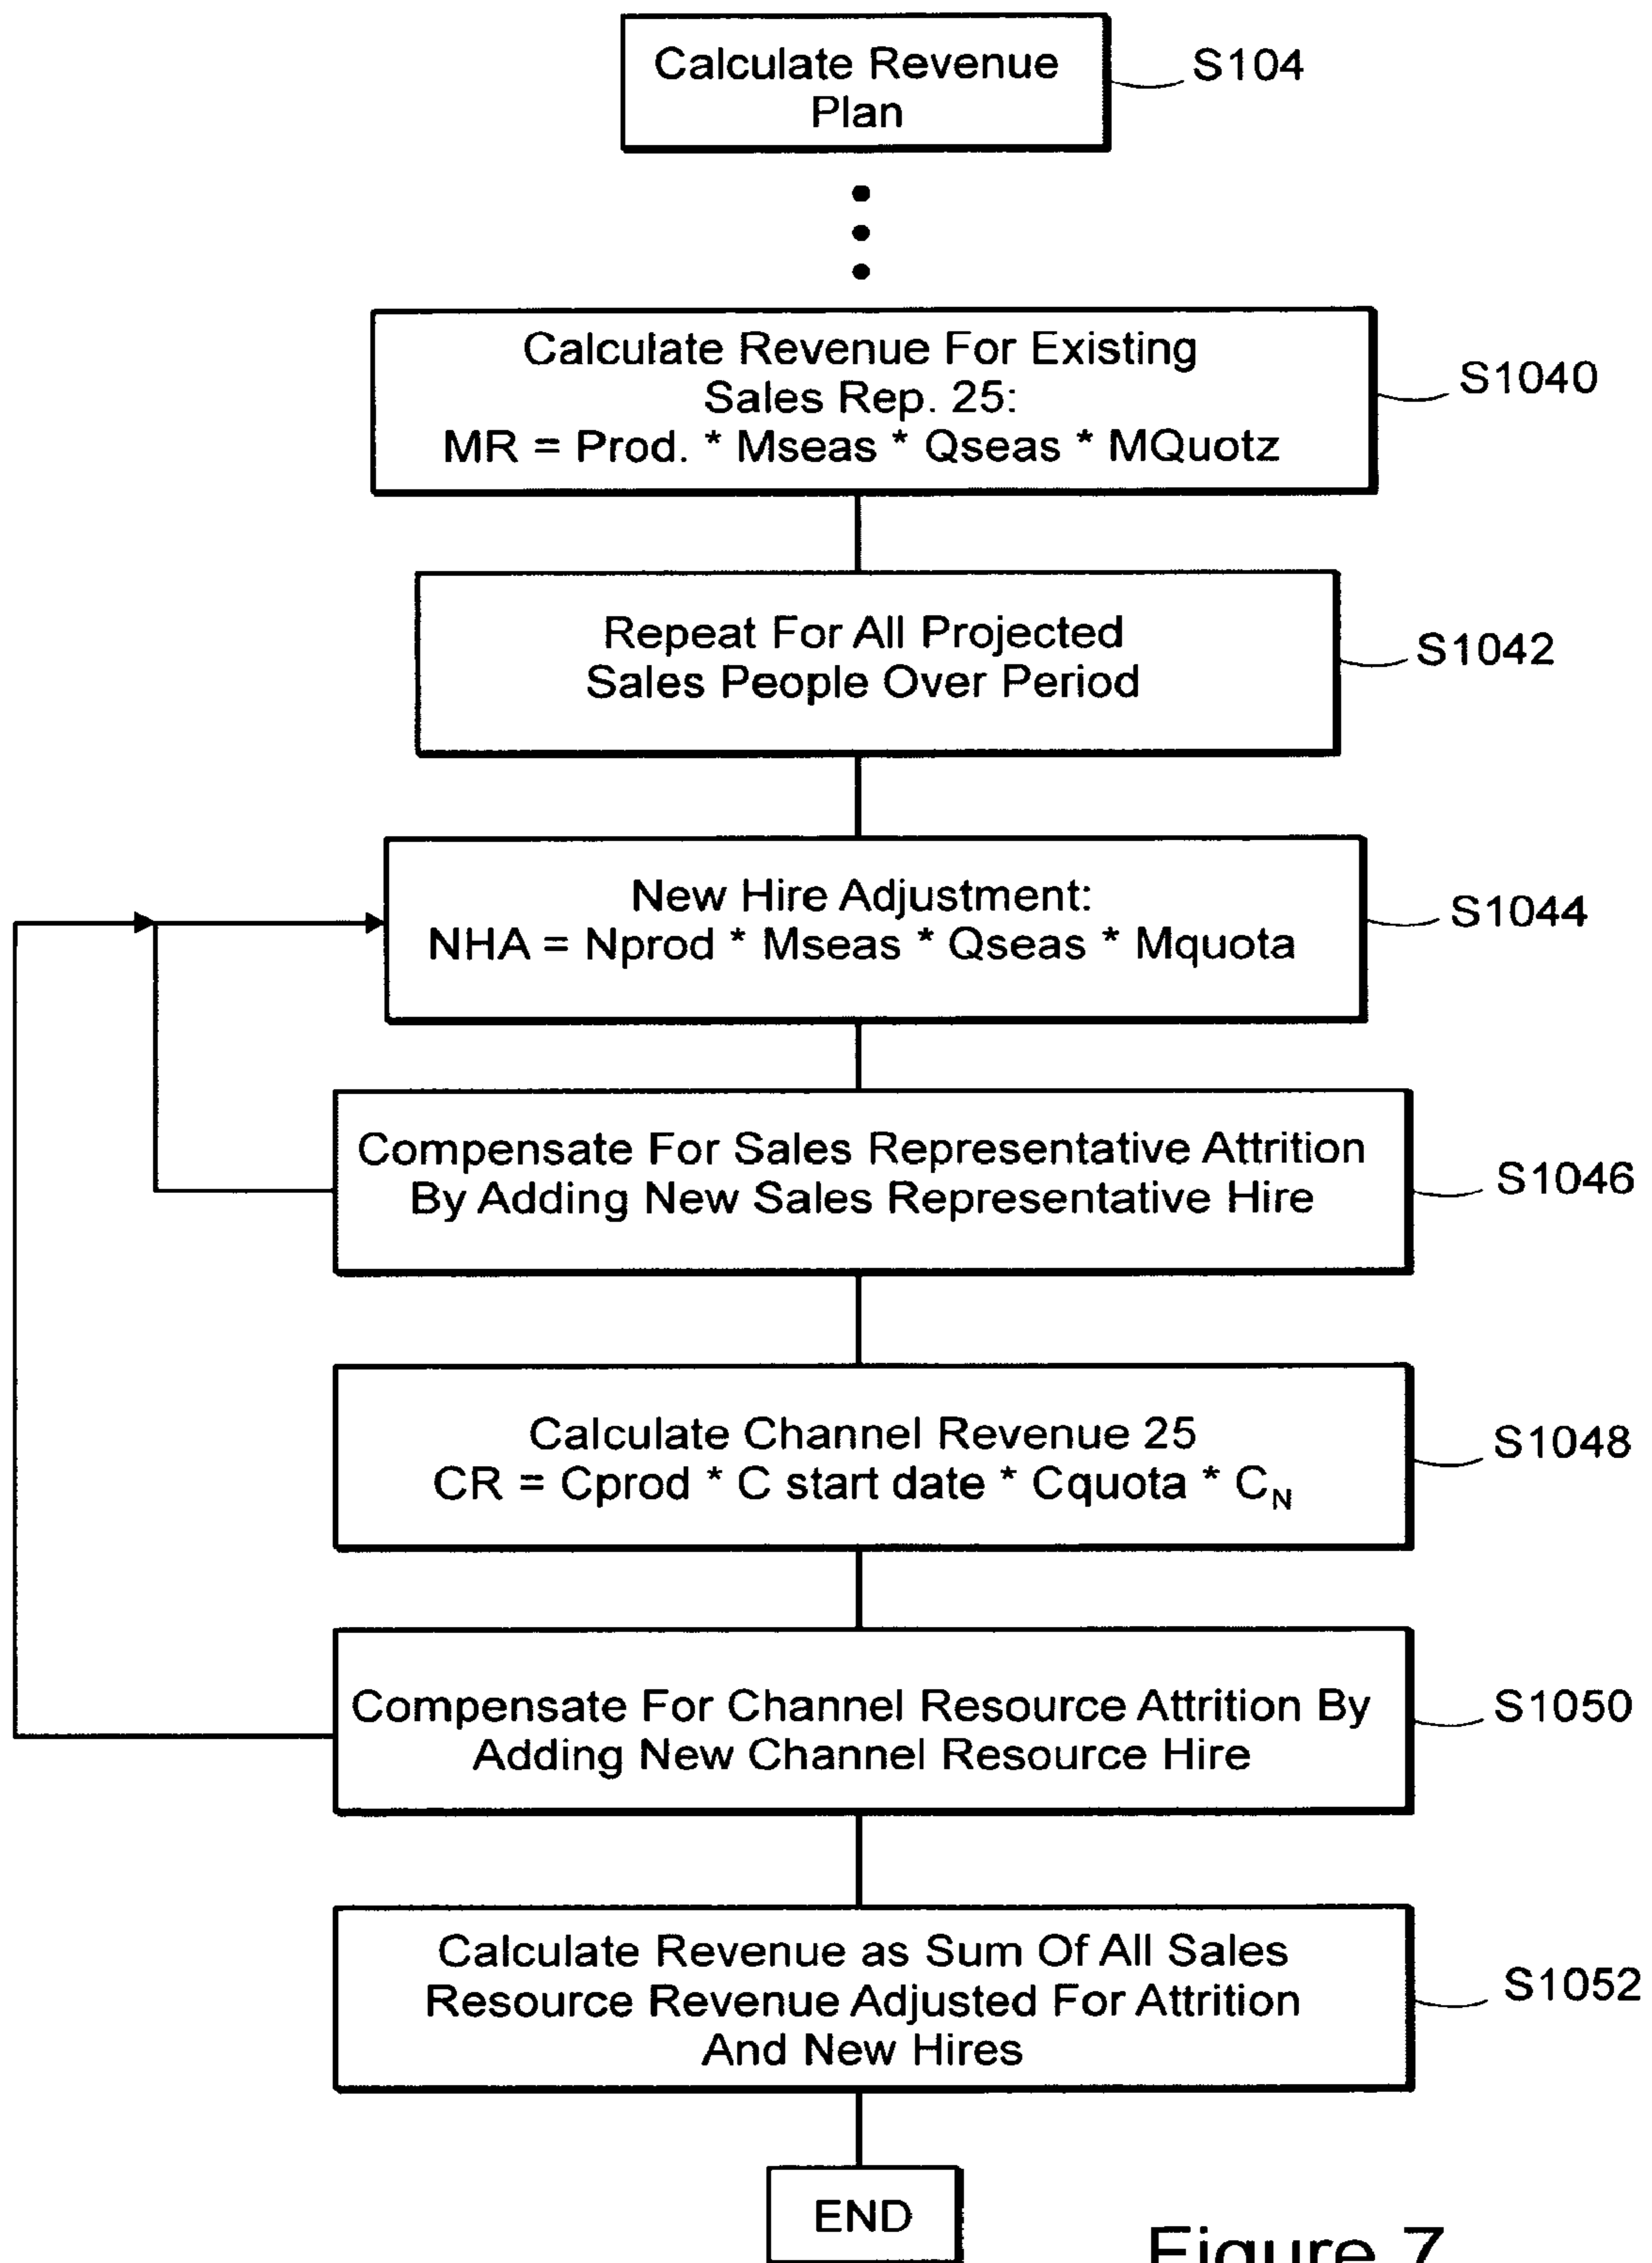 Calculate Revenue
Plan
S104
Calculate Revenue For Existing
Sales Rep. 25:
MR = Prod. * Mseas * Qseas * MQuotz
S1040
Repeat For All Projected
Sales People Over Period
S1042
New Hire Adjustment:
NHA = Nprod * Mseas * Qseas * Mquota
S1044
Compensate For Sales Representative Attrition
By Adding New Sales Representative Hire
S1046
Calculate Channel Revenue 25
CR = Cprod * C start date * Cquota * C_N
S1048
Compensate For Channel Resource Attrition By
Adding New Channel Resource Hire
S1050
Calculate Revenue as Sum Of All Sales
Resource Revenue Adjusted For Attrition
And New Hires
S1052
END
Figure 7